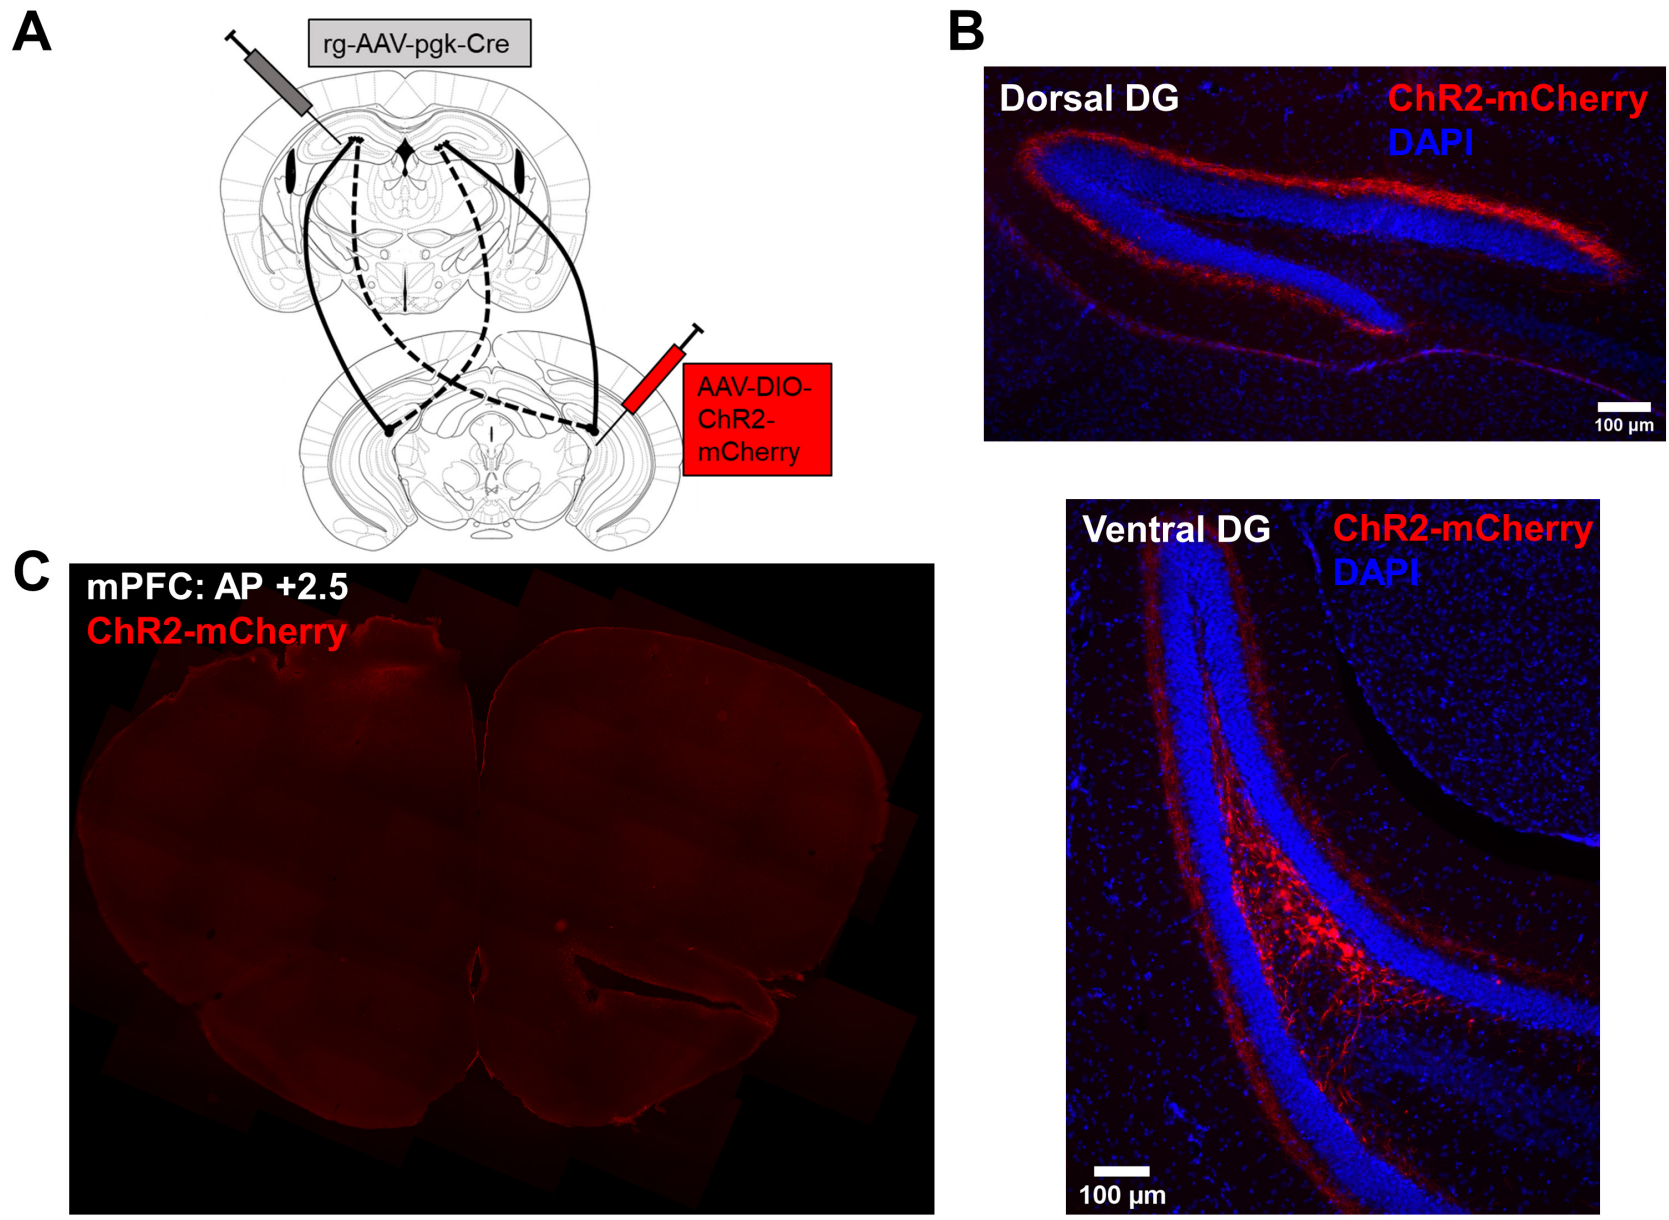 A
rg-AAV-pgk-Cre
AAV-DIO-
ChR2-
mCherry
B
Dorsal DG
ChR2-mCherry
DAPI
100 µm
Ventral DG
ChR2-mCherry
DAPI
100 µm
C
mPFC: AP +2.5
ChR2-mCherry